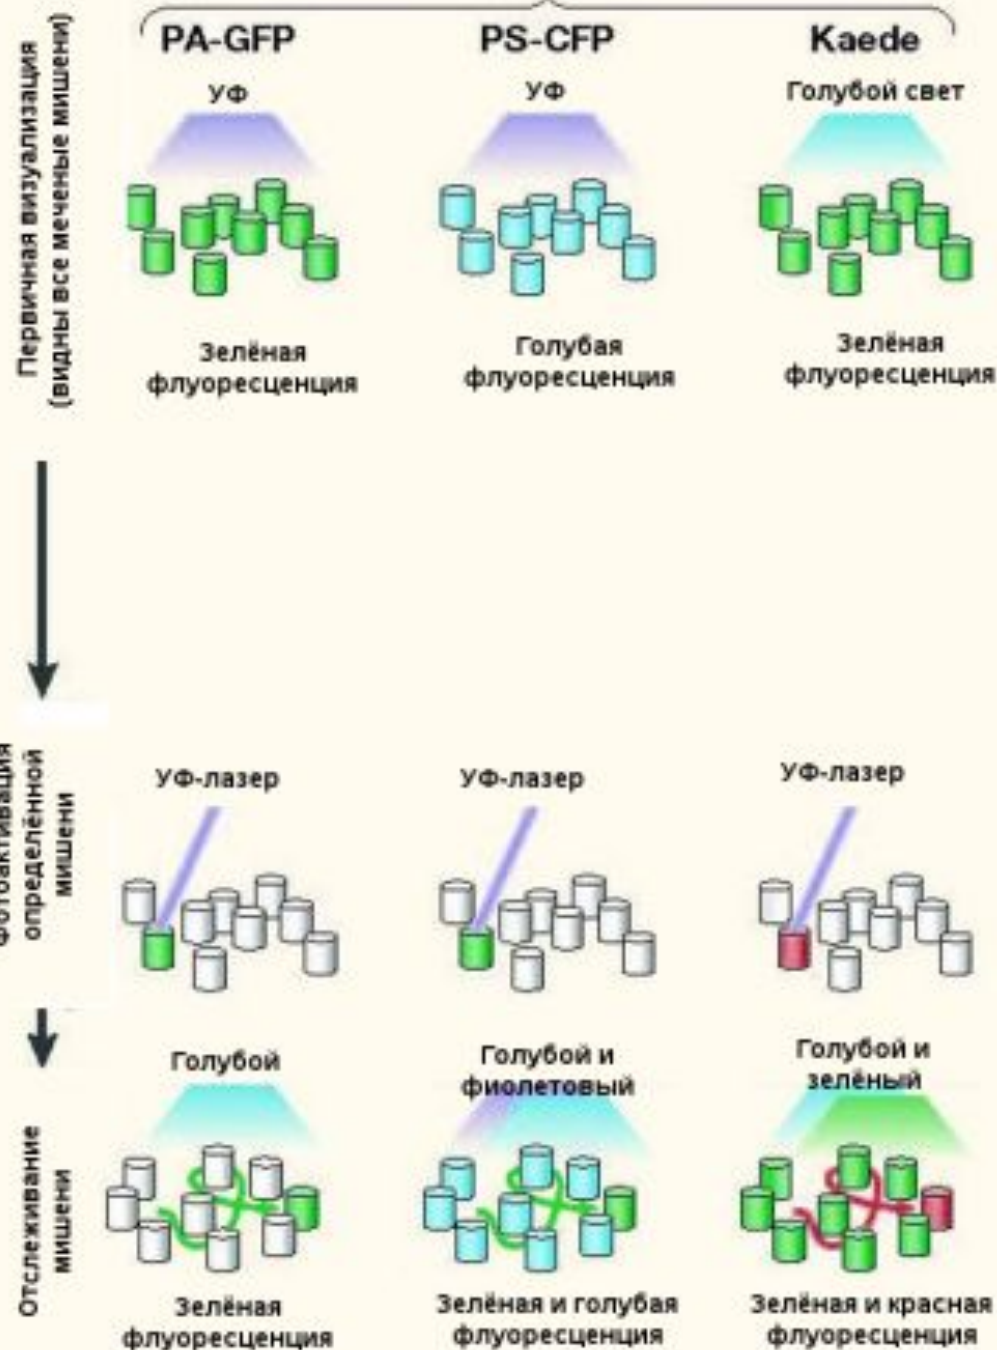 PA-GFP
PS-CFP
Kaede
Первичная визуализация
(видны все меченые мишени)
УФ
УФ
Голубой свет
Зелёная
флуоресценция
Голубая
флуоресценция
Зелёная
флуоресценция
Фотоактивация
определённой
мишени
УФ-лазер
УФ-лазер
УФ-лазер
Отслеживание
мишени
Голубой
Голубой и
фиолетовый
Голубой и
зелёный
Зелёная
флуоресценция
Зелёная и голубая
флуоресценция
Зелёная и красная
флуоресценция